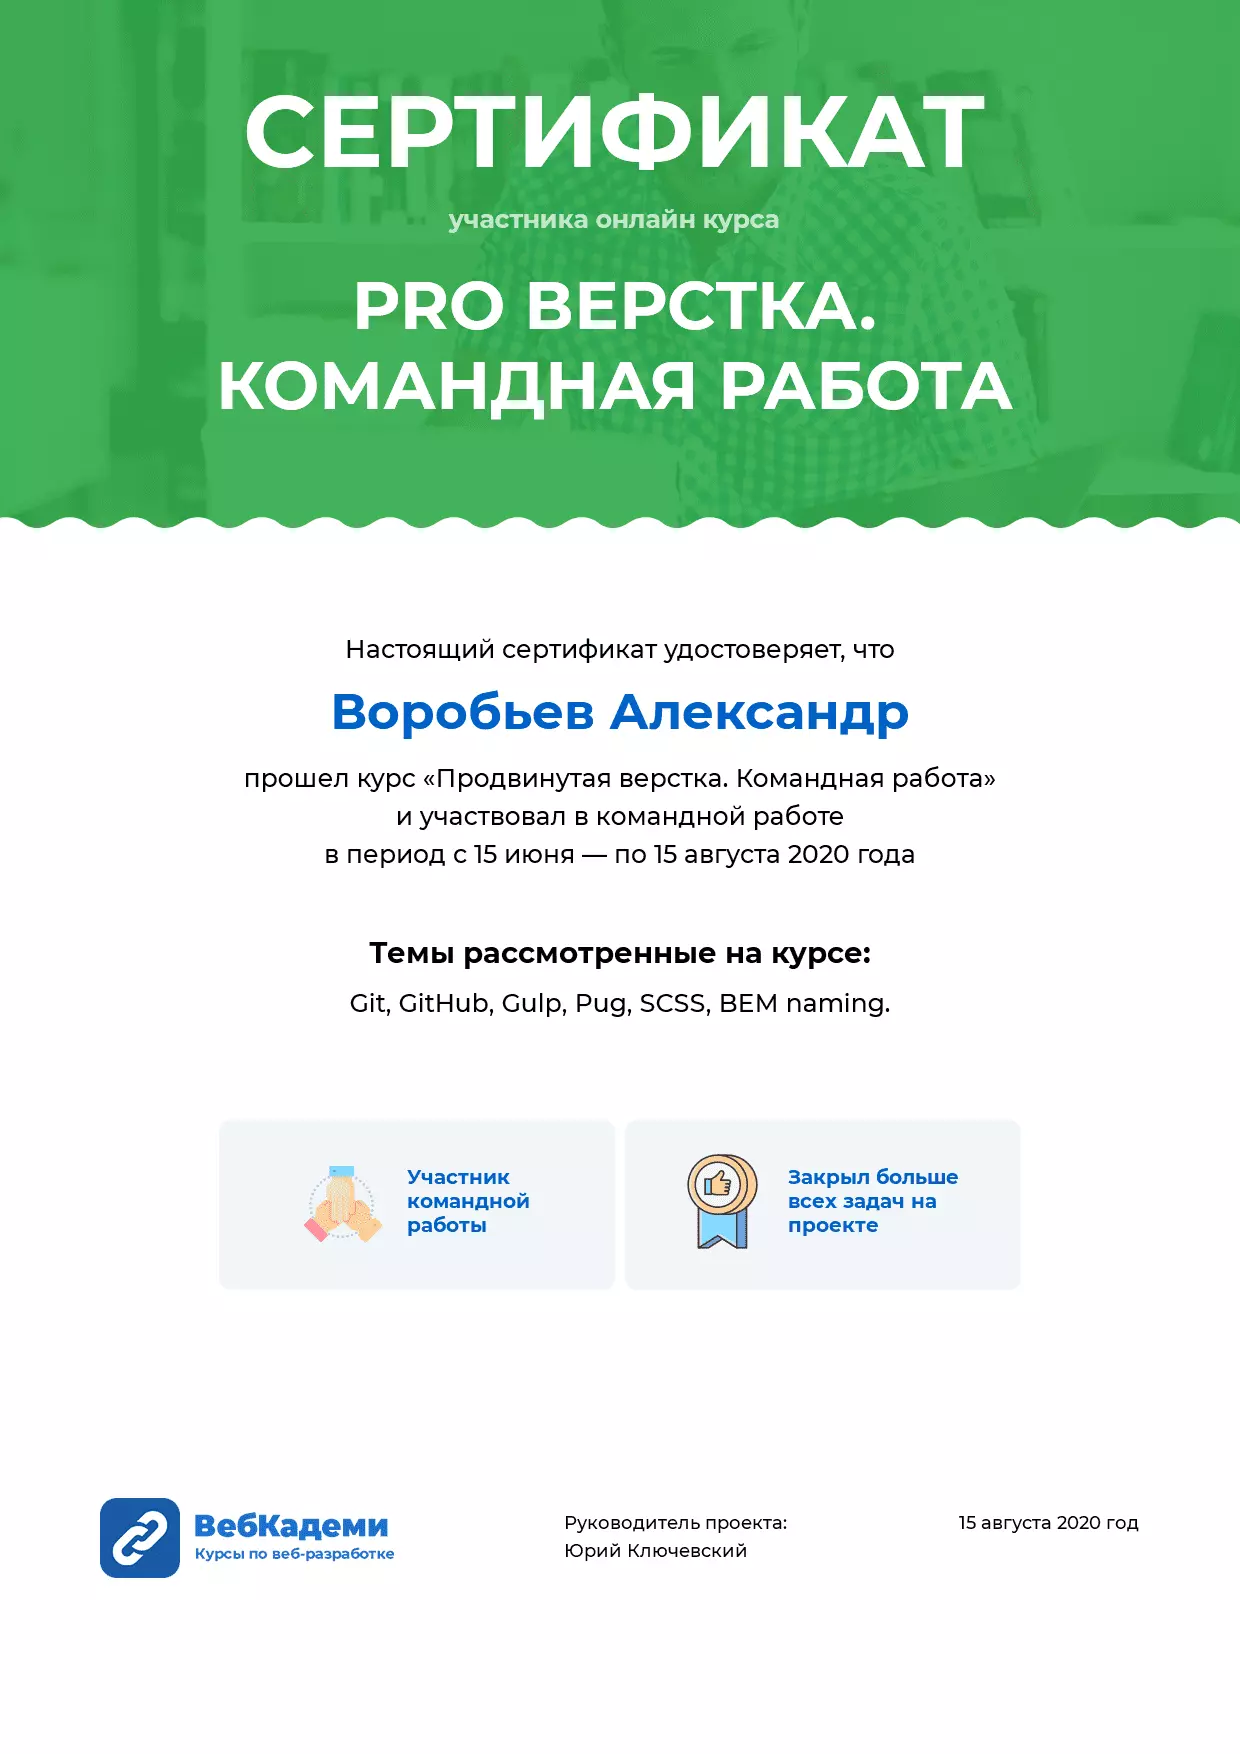 СЕРТИФИКАТ
участника онлайн курса
PRO ВЕРСТКА.
КОМАНДНАЯ РАБОТА
Настоящий сертификат удостоверяет, что
Воробьев Александр
прошел курс «Продвинутая верстка. Командная работа»
и участвовал в командной работе
в период с 15 июня — по 15 августа 2020 года
Темы рассмотренные на курсе:
Git, GitHub, Gulp, Pug, SCSS, BEM naming.
Участник
командной
работы
Закрыл больше
всех задач на
проекте
ВебКадеми
Курсы по веб-разработке
Руководитель проекта:
Юрий Ключевский
15 августа 2020 год